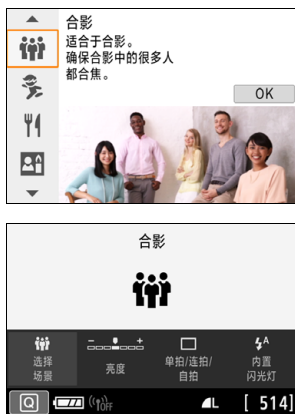 合影
适合于合影。
确保合影中的很多人
都合焦。
OK
合影
- +
选择
场景
亮度
单拍/连拍/
自拍
A
内置
闪光灯
Q
OFF
L
[ 514]